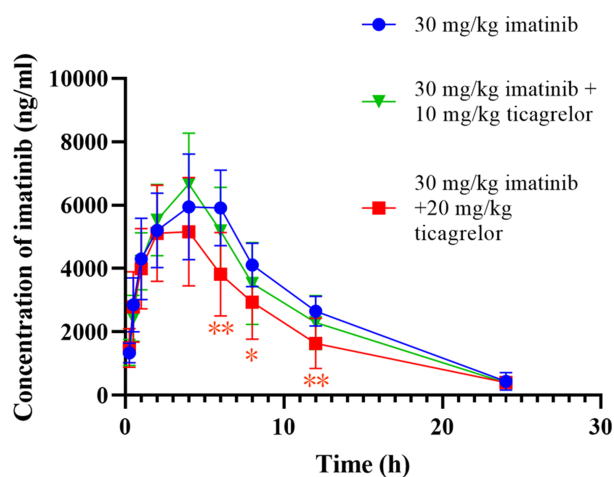 30 mg/kg imatinib
30 mg/kg imatinib +
10 mg/kg ticagrelor
30 mg/kg imatinib
+20 mg/kg
ticagrelor
Concentration of imatinib (ng/ml)
10000
8000
6000
4000
2000
0
**
*
**
0
10
20
30
Time (h)